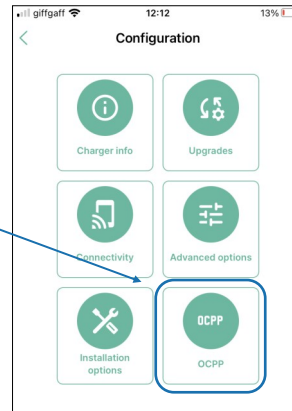 giffgaff 12:12 13%
Configuration
Charger info Upgrades
Connectivity Advanced options
OCPP
Installation
options
OCPP